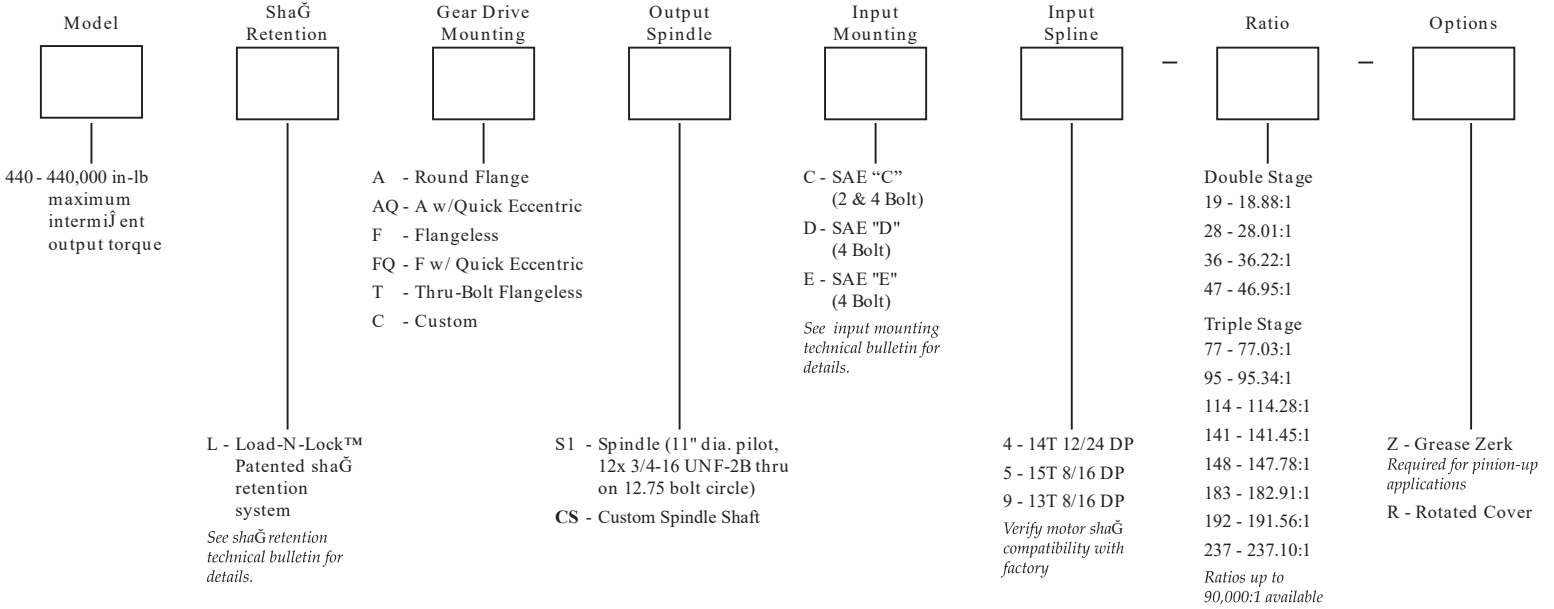 Model
ShaĞ
Retention
Gear Drive
Mounting
Output
Spindle
Input
Mounting
Input
Spline
–
Ratio
–
Options
440 - 440,000 in-lb
maximum
intermiĴ ent
output torque
L - Load-N-Lock™
Patented shaĞ
retention
system
See shaĞ retention
technical bulletin for
details.
A - Round Flange
AQ - A w/Quick Eccentric
F - Flangeless
FQ - F w/ Quick Eccentric
T - Thru-Bolt Flangeless
C - Custom
S1 - Spindle (11" dia. pilot,
12x 3/4-16 UNF-2B thru
on 12.75 bolt circle)
CS - Custom Spindle Shaft
C - SAE “C”
(2 & 4 Bolt)
D - SAE "D"
(4 Bolt)
E - SAE "E"
(4 Bolt)
See input mounting
technical bulletin for
details.
4 - 14T 12/24 DP
5 - 15T 8/16 DP
9 - 13T 8/16 DP
Verify motor shaĞ
compatibility with
factory
Double Stage
19 - 18.88:1
28 - 28.01:1
36 - 36.22:1
47 - 46.95:1
Triple Stage
77 - 77.03:1
95 - 95.34:1
114 - 114.28:1
141 - 141.45:1
148 - 147.78:1
183 - 182.91:1
192 - 191.56:1
237 - 237.10:1
Ratios up to
90,000:1 available
Z - Grease Zerk
Required for pinion-up
applications
R - Rotated Cover